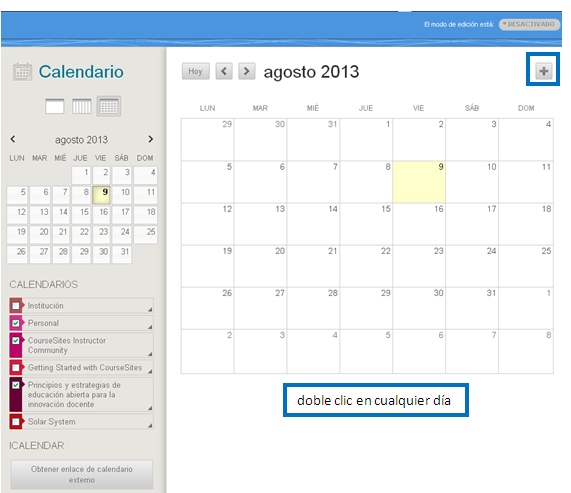 El modo de edición está: DESACTIVADO
Calendario
Hoy
agosto 2013
agosto 2013
LUN MAR MIÉ JUE VIE SÁB DOM
1 2 3 4
5 6 7 8 9 10 11
12 13 14 15 16 17 18
19 20 21 22 23 24 25
26 27 28 29 30 31
CALENDARIOS
Institución
Personal
CourseSites Instructor
Community
Getting Started with CourseSites
Principios y estrategias de
educación abierta para la
innovación docente
Solar System
ICALENDAR
Obtener enlace de calendario
externo
LUN MAR MIÉ JUE VIE SÁB DOM
29 30 31 1 2 3 4
5 6 7 8 9 10 11
12 13 14 15 16 17 18
19 20 21 22 23 24 25
26 27 28 29 30 31 1
2 3 4 5 6 7 8
doble clic en cualquier día